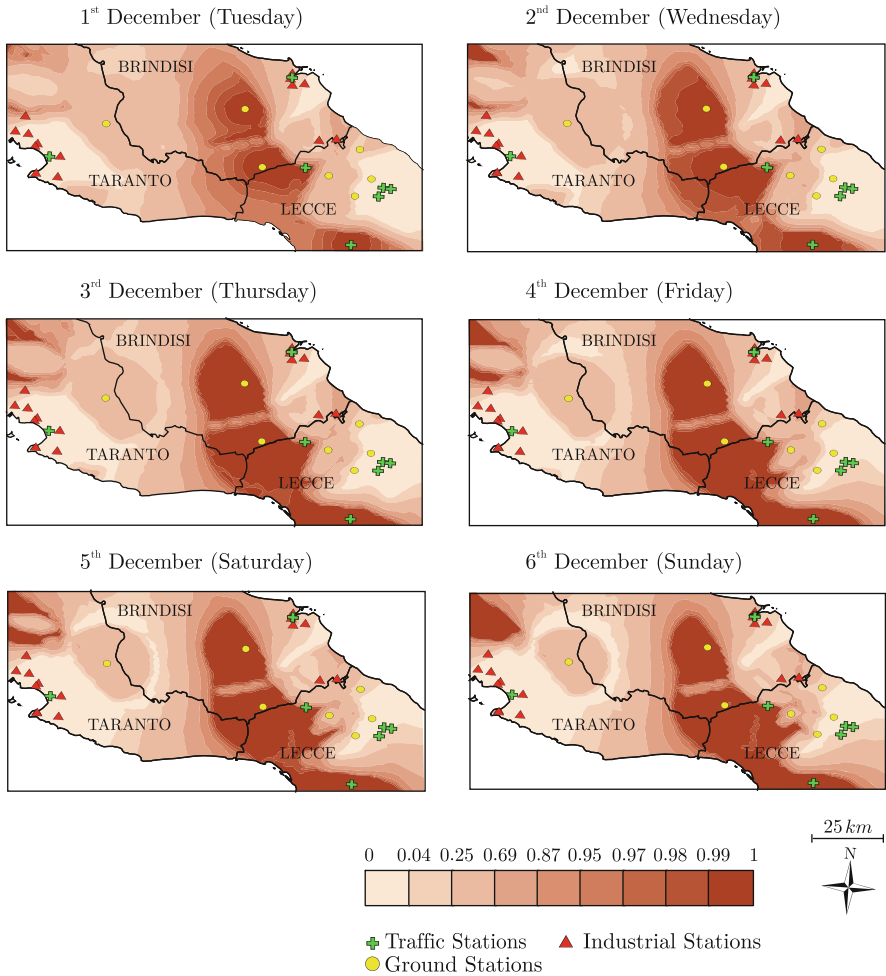 1st December (Tuesday)
2nd December (Wednesday)
BRINDISI
TARANTO
LECCE
BRINDISI
TARANTO
LECCE
3rd December (Thursday)
4th December (Friday)
BRINDISI
TARANTO
LECCE
BRINDISI
TARANTO
LECCE
5th December (Saturday)
6th December (Sunday)
BRINDISI
TARANTO
LECCE
BRINDISI
TARANTO
LECCE
25 km
N
0 0.04 0.25 0.69 0.87 0.95 0.97 0.98 0.99 1
Traffic Stations
Industrial Stations
Ground Stations